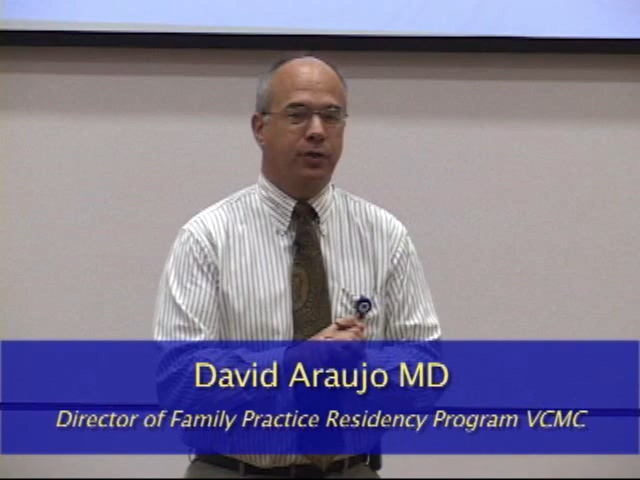 David Araujo MD
Director of Family Practice Residency Program VCMC